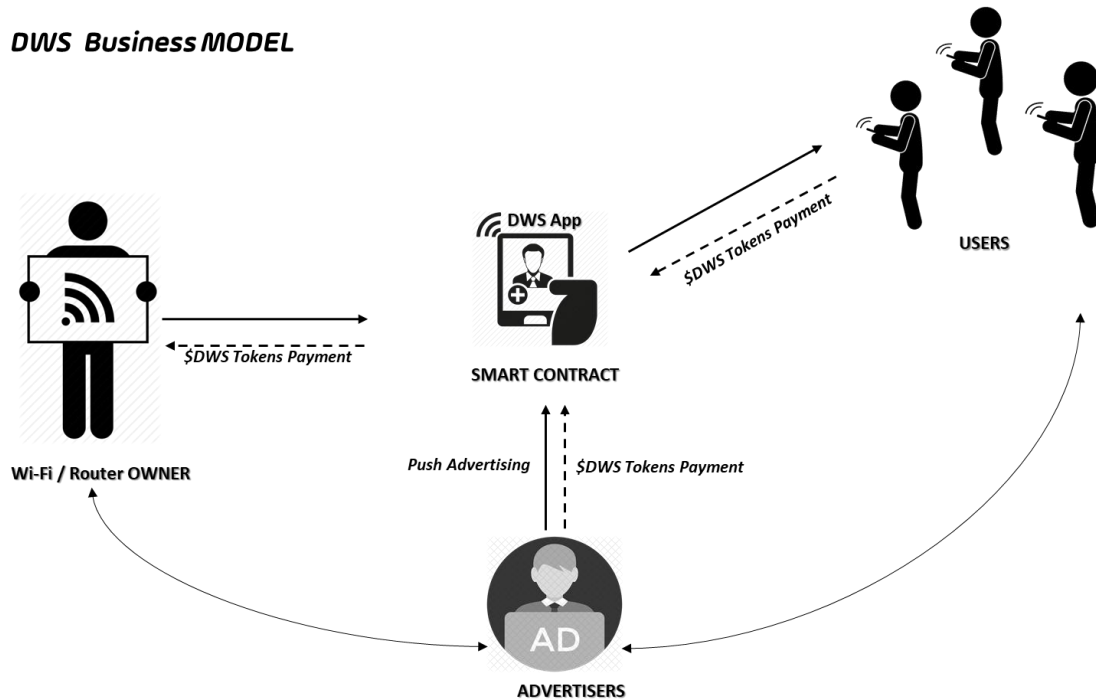 DWS Business MODEL
USERS
DWS App
$DWS Tokens Payment
$DWS Tokens Payment
SMART CONTRACT
Wi-Fi / Router OWNER
Push Advertising
$DWS Tokens Payment
AD
ADVERTISERS